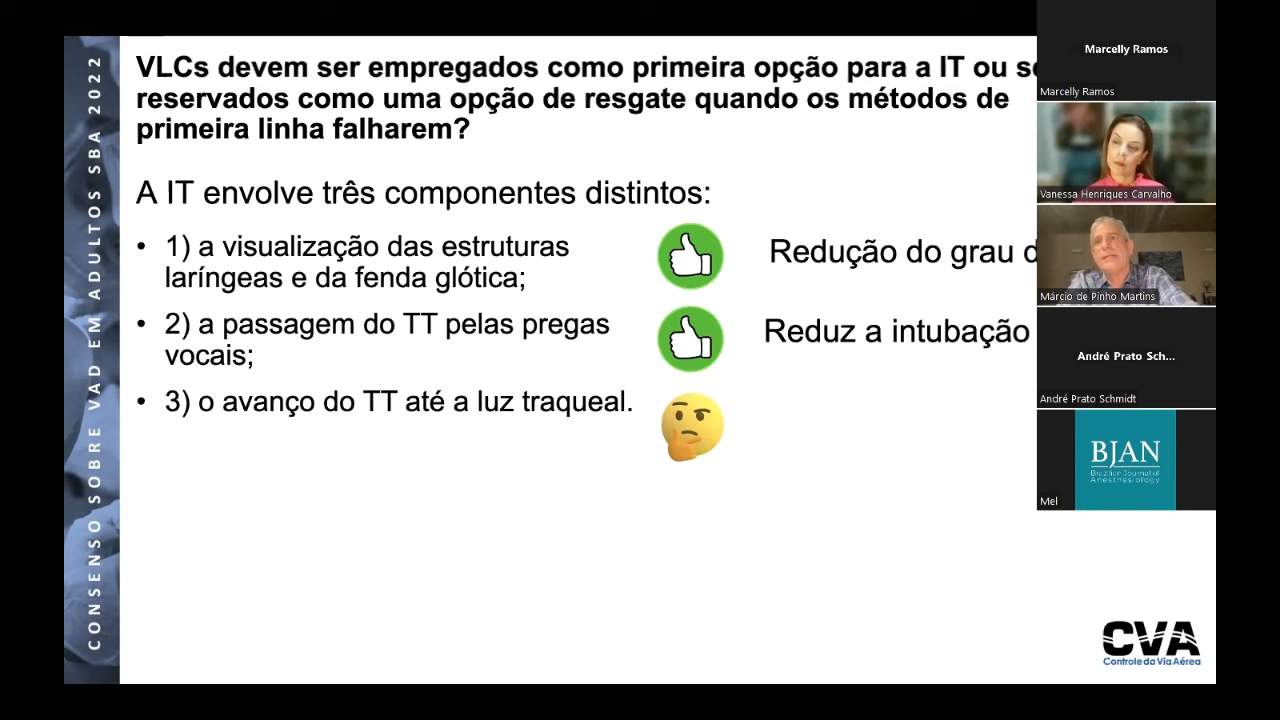 CONSENSO SOBRE VAD EM ADULTOS SBA 2022
VLCs devem ser empregados como primeira opção para a IT ou
reservados como uma opção de resgate quando os métodos de
primeira linha falharem?
A IT envolve três componentes distintos:
• 1) a visualização das estruturas
laríngeas e da fenda glótica;
Redução do grau
• 2) a passagem do TT pelas pregas
vocais;
Reduz a intubação
• 3) o avanço do TT até a luz traqueal.
Marcelly Ramos
Marcelly Ramos
Vanessa Henriques Carvalho
Márcio de Pinho Martins
André Prato Sch...
André Prato Schmidt
BJAN
Brazilian Journal of
Anesthesiology
Mel
CVA
Controle da Via Aérea